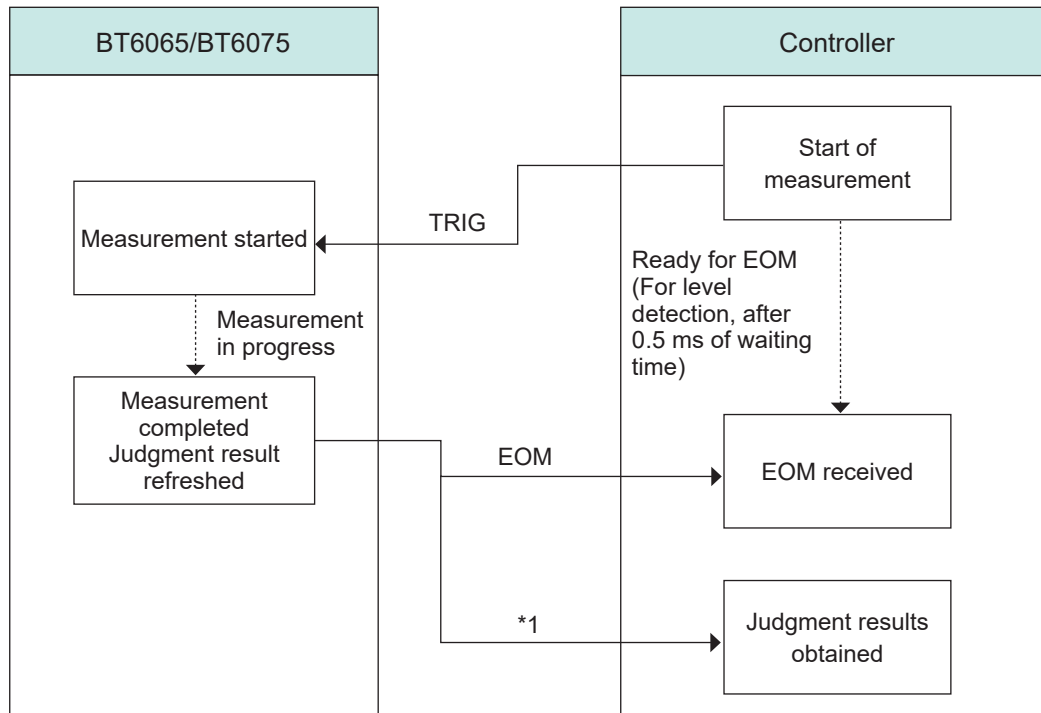 BT6065/BT6075
Controller
Start of
measurement
TRIG
Measurement started
Ready for EOM
(For level
detection, after
0.5 ms of waiting
time)
Measurement
in progress
Measurement
completed
Judgment result
refreshed
EOM
EOM received
*1
Judgment results
obtained